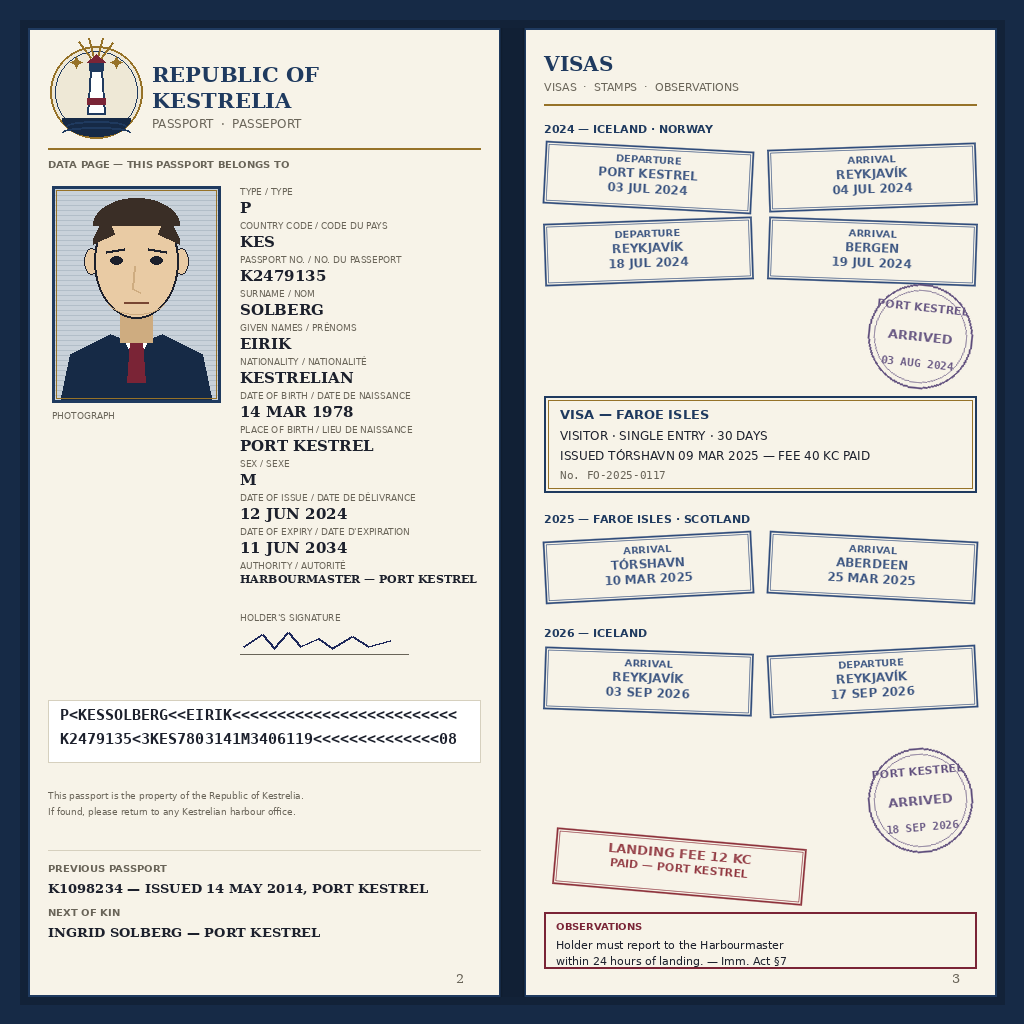 REPUBLIC OF
KESTRELIA
PASSPORT · PASSEPORT
DATA PAGE — THIS PASSPORT BELONGS TO
PHOTOGRAPH
TYPE / TYPE
P
COUNTRY CODE / CODE DU PAYS
KES
PASSPORT NO. / NO. DU PASSEPORT
K2479135
SURNAME / NOM
SOLBERG
GIVEN NAMES / PRÉNOMS
EIRIK
NATIONALITY / NATIONALITÉ
KESTRELIAN
DATE OF BIRTH / DATE DE NAISSANCE
14 MAR 1978
PLACE OF BIRTH / LIEU DE NAISSANCE
PORT KESTREL
SEX / SEXE
M
DATE OF ISSUE / DATE DE DÉLIVRANCE
12 JUN 2024
DATE OF EXPIRY / DATE D'EXPIRATION
11 JUN 2034
AUTHORITY / AUTORITÉ
HARBOURMASTER — PORT KESTREL
HOLDER'S SIGNATURE
P<KESSOLBERG<<EIRIK<<<<<<<<<<<<<<<<<<<<<<<<<
K2479135<3KES7803141M3406119<<<<<<<<<<<<<<08
This passport is the property of the Republic of Kestrelia.
If found, please return to any Kestrelian harbour office.
PREVIOUS PASSPORT
K1098234 — ISSUED 14 MAY 2014, PORT KESTREL
NEXT OF KIN
INGRID SOLBERG — PORT KESTREL
2
VISAS
VISAS · STAMPS · OBSERVATIONS
2024 — ICELAND · NORWAY
DEPARTURE
PORT KESTREL
03 JUL 2024
ARRIVAL
REYKJAVÍK
04 JUL 2024
DEPARTURE
REYKJAVÍK
18 JUL 2024
ARRIVAL
BERGEN
19 JUL 2024
PORT KESTREL
ARRIVED
03 AUG 2024
VISA — FAROE ISLES
VISITOR · SINGLE ENTRY · 30 DAYS
ISSUED TÓRSHAVN 09 MAR 2025 — FEE 40 KC PAID
No. FO-2025-0117
2025 — FAROE ISLES · SCOTLAND
ARRIVAL
TÓRSHAVN
10 MAR 2025
ARRIVAL
ABERDEEN
25 MAR 2025
2026 — ICELAND
ARRIVAL
REYKJAVÍK
03 SEP 2026
DEPARTURE
REYKJAVÍK
17 SEP 2026
PORT KESTREL
ARRIVED
18 SEP 2026
LANDING FEE 12 KC
PAID — PORT KESTREL
OBSERVATIONS
Holder must report to the Harbourmaster
within 24 hours of landing. — Imm. Act §7
3